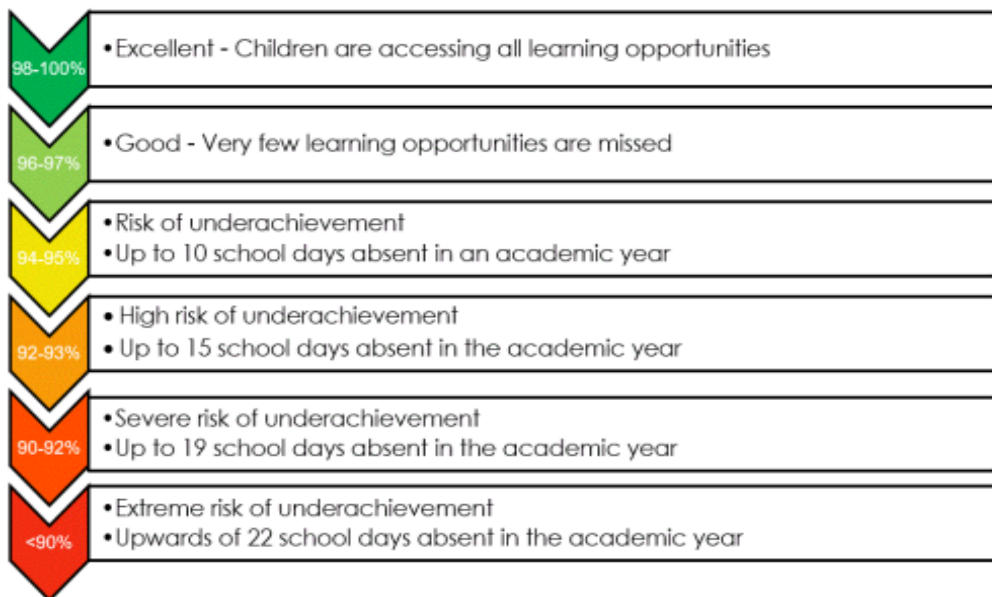 98-100%
•Excellent - Children are accessing all learning opportunities
96-97%
•Good - Very few learning opportunities are missed
94-95%
•Risk of underachievement
•Up to 10 school days absent in an academic year
92-93%
• High risk of underachievement
• Up to 15 school days absent in the academic year
90-92%
•Severe risk of underachievement
•Up to 19 school days absent in the academic year
<90%
•Extreme risk of underachievement
•Upwards of 22 school days absent in the academic year